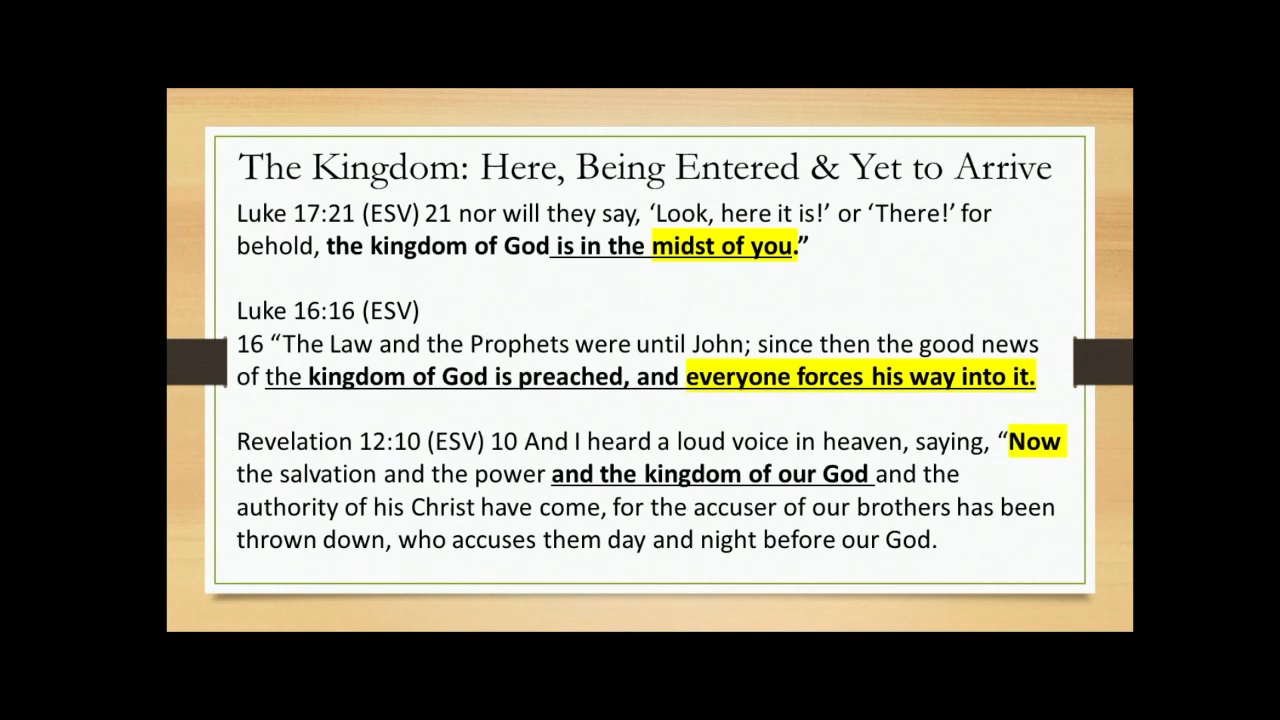 The Kingdom: Here, Being Entered & Yet to Arrive
Luke 17:21 (ESV) 21 nor will they say, ‘Look, here it is!’ or ‘There!’ for
behold, the kingdom of God is in the midst of you.”
Luke 16:16 (ESV)
16 “The Law and the Prophets were until John; since then the good news
of the kingdom of God is preached, and everyone forces his way into it.
Revelation 12:10 (ESV) 10 And I heard a loud voice in heaven, saying, “Now
the salvation and the power and the kingdom of our God and the
authority of his Christ have come, for the accuser of our brothers has been
thrown down, who accuses them day and night before our God.